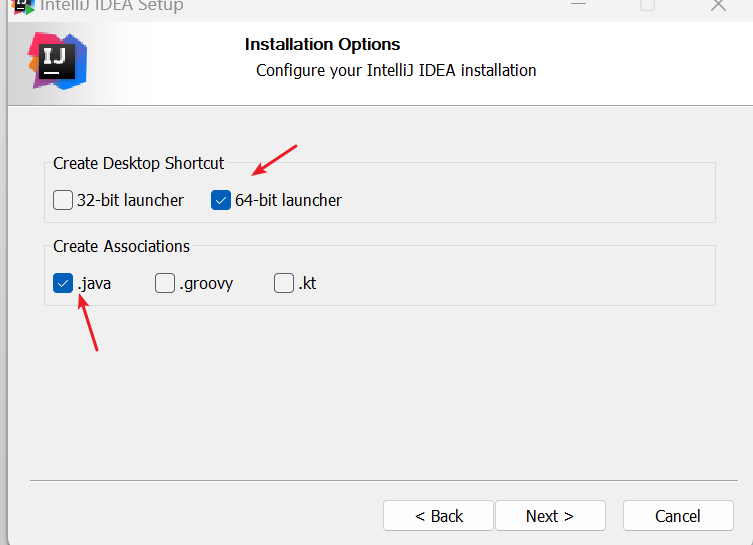 IntelliJ IDEA Setup
IJ
Installation Options
Configure your IntelliJ IDEA installation
Create Desktop Shortcut
32-bit launcher 64-bit launcher
Create Associations
.java .groovy .kt
< Back Next > Cancel